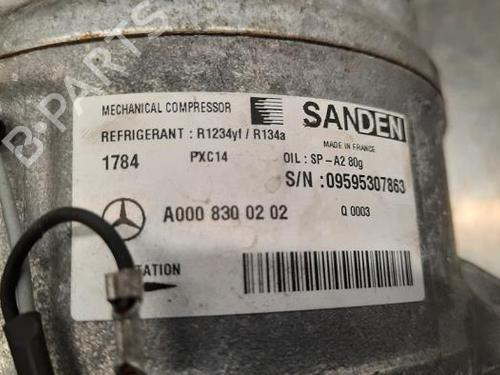 B-PARTS
MECHANICAL COMPRESSOR
SANDEN
REFRIGERANT : R1234yf / R134a
MADE IN FRANCE
1784 PXC14
OIL : SP-A2 80g
S/N : 09595307863
A000 830 02 02
Q 0003